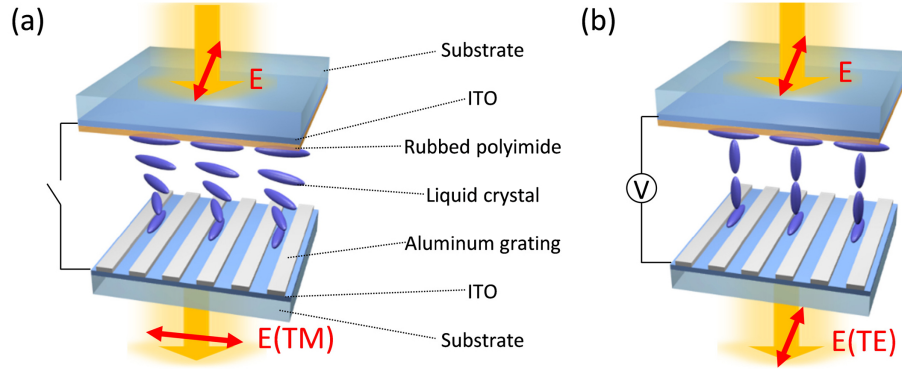 (a)
E
Substrate
ITO
Rubbed polyimide
Liquid crystal
Aluminum grating
ITO
Substrate
E(TM)
(b)
E
V
E(TE)